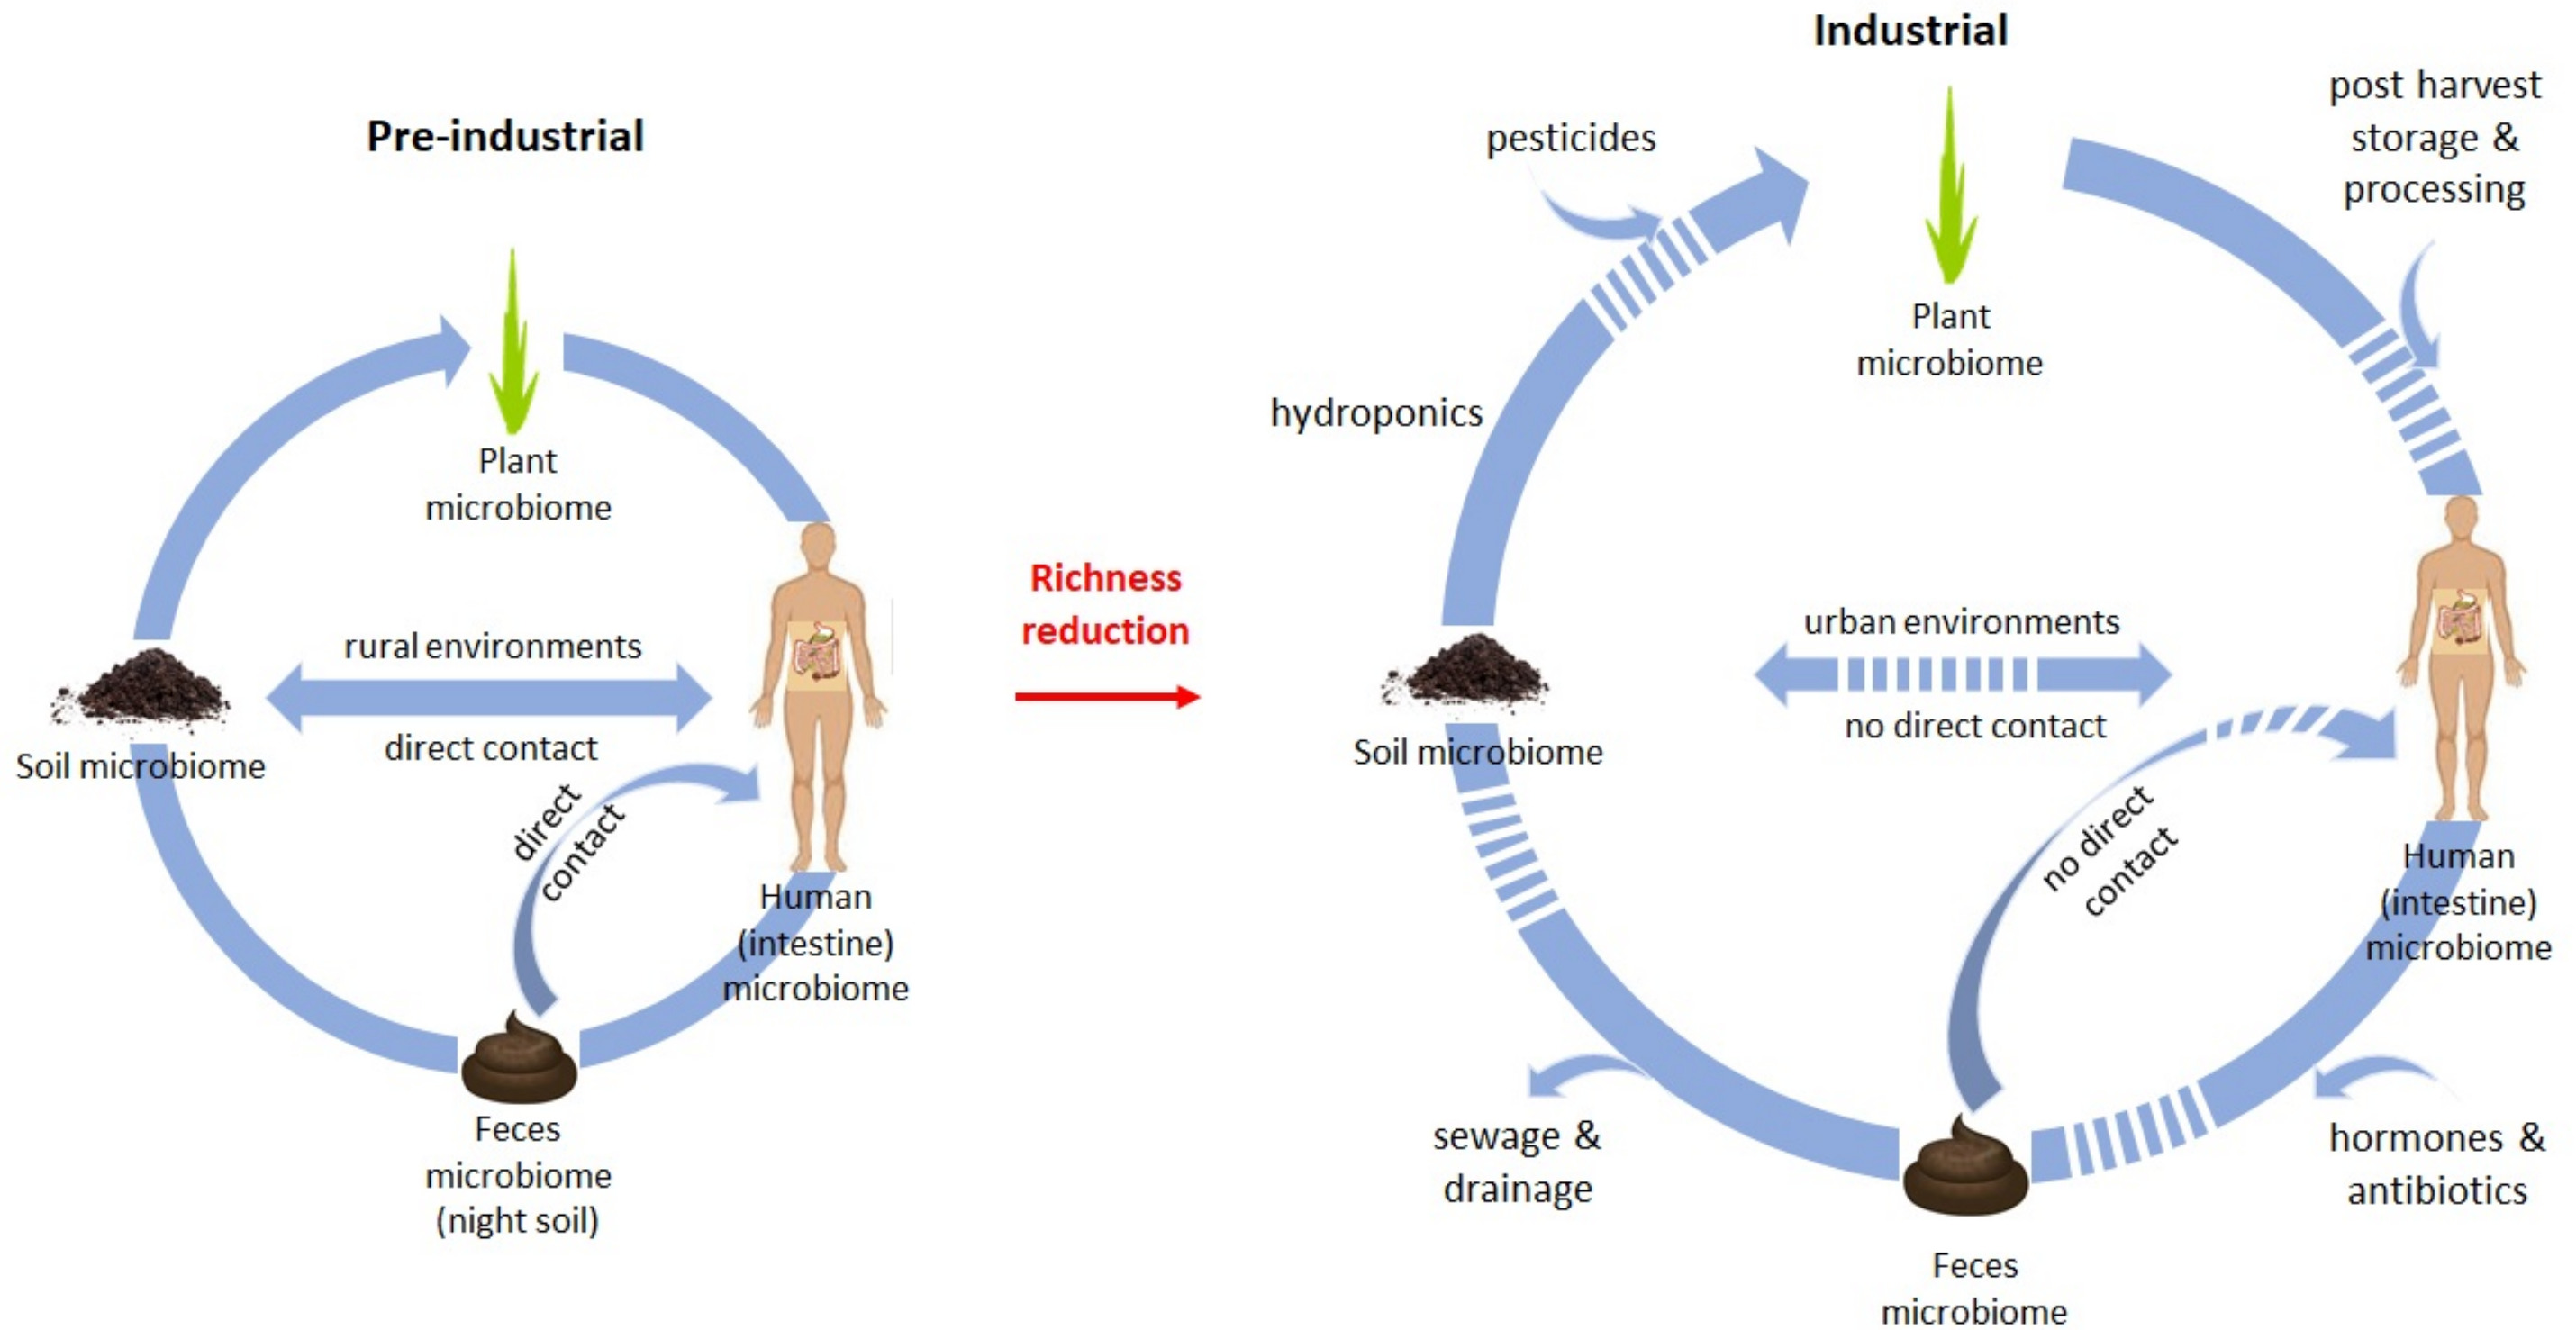 Pre-industrial
Plant
microbiome
rural environments
direct contact
Soil microbiome
direct
contact
Human
(intestine)
microbiome
Feces
microbiome
(night soil)
Richness
reduction
Industrial
pesticides
post harvest
storage &
processing
Plant
microbiome
hydroponics
urban environments
no direct contact
Soil microbiome
no direct
contact
Human
(intestine)
microbiome
sewage &
drainage
hormones &
antibiotics
Feces
microbiome